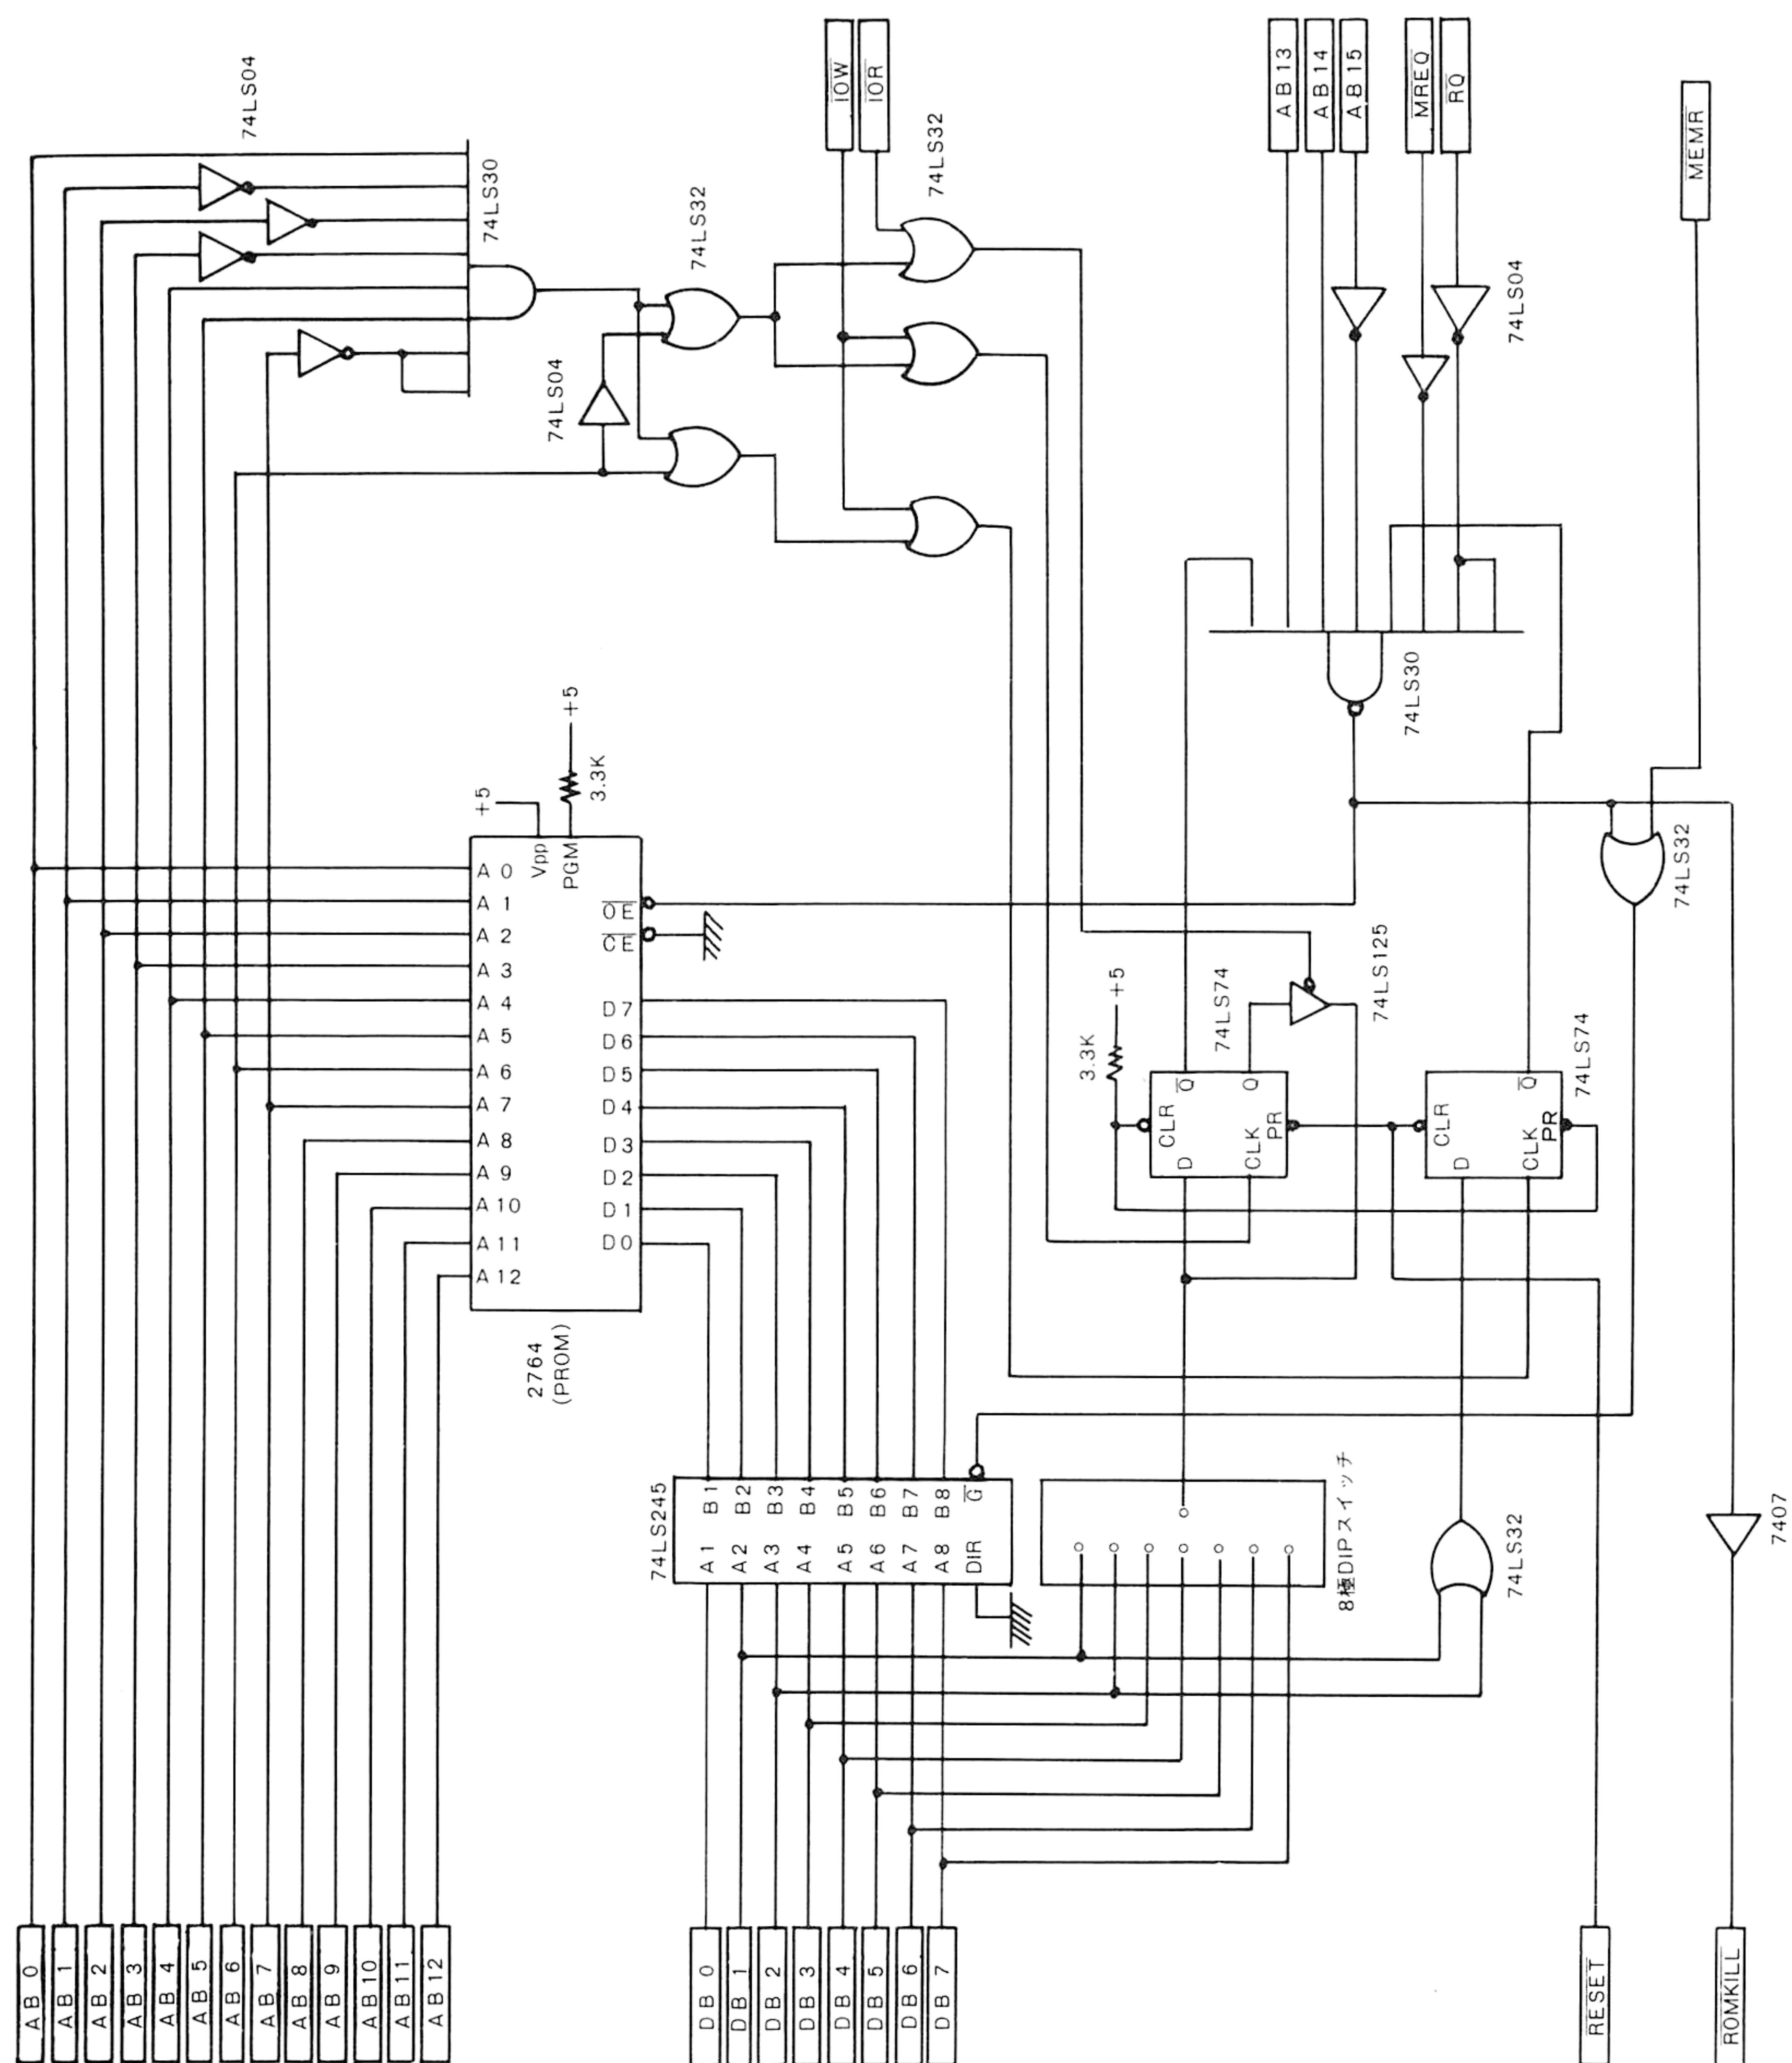 74LS04
74LS30
IOW
IOR
74LS32
74LS32
74LS04
AB13
AB14
AB15
MREQ
RQ
74LS04
MEMR
74LS30
+5
+5
3.3K
Vpp
PGM
A0
A1
A2
A3
A4
A5
A6
A7
A8
A9
A10
A11
A12
OE
CE
D7
D6
D5
D4
D3
D2
D1
D0
2764
(PROM)
74LS32
+5
3.3K
74LS74
74LS125
CLR
Q
Q
D
CLK
PR
74LS74
CLR
Q
D
CLK
PR
74LS245
B1
B2
B3
B4
B5
B6
B7
B8
G
A1
A2
A3
A4
A5
A6
A7
A8
DIR
8極DIPスイッチ
74LS32
7407
AB0
AB1
AB2
AB3
AB4
AB5
AB6
AB7
AB8
AB9
AB10
AB11
AB12
DB0
DB1
DB2
DB3
DB4
DB5
DB6
DB7
RESET
ROMKILL